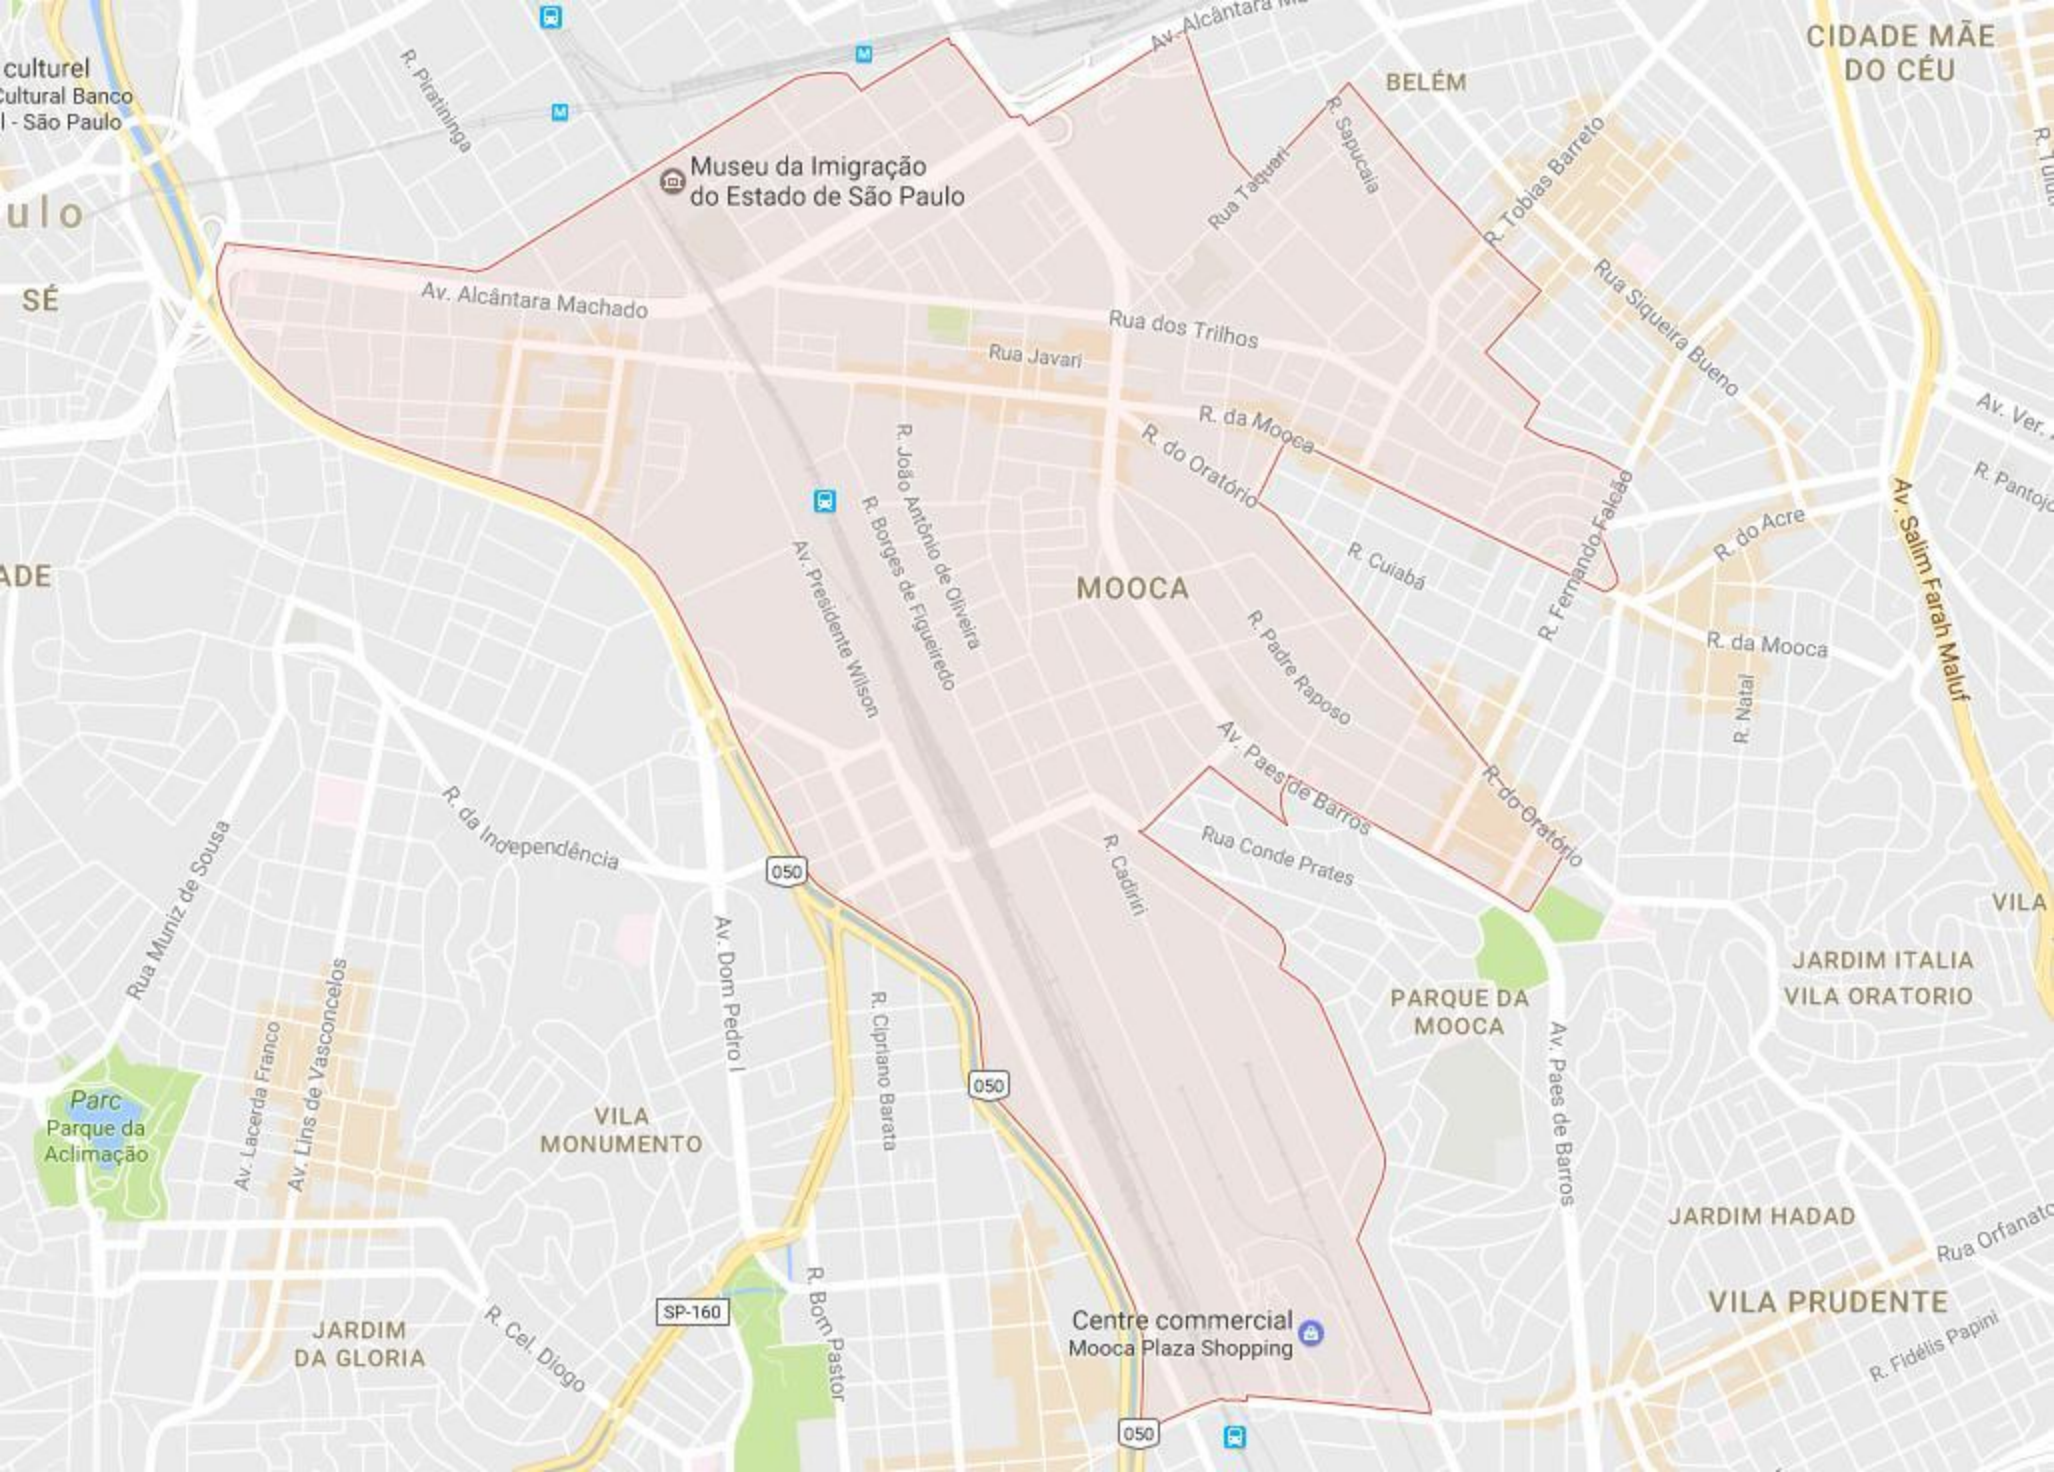 Av. Alcântara
CIDADE MÃE
DO CÉU
culturel
Cultural Banco
l - São Paulo
R. Piratininga
BELÉM
R. Sapucaia
R. Tobias Barreto
Museu da Imigração
do Estado de São Paulo
Rua Taquari
ulo
SÉ
Av. Alcântara Machado
Rua Siqueira Bueno
Rua dos Trilhos
Rua Javari
R. da Mooca
R. do Oratório
Av. Ver.
R. Pantojo
R. João Antônio de Oliveira
R. Borges de Figueiredo
Av. Presidente Wilson
R. Fernando Falcão
R. do Acre
Av. Salim Farah Maluf
R. Cuiabá
ADE
MOOCA
R. Padre Raposo
R. da Mooca
R. Natal
Av. Paes de Barros
R. do Oratório
R. da Independência
Rua Muniz de Sousa
Rua Conde Prates
R. Cadiriri
050
VILA
Av. Dom Pedro I
JARDIM ITALIA
VILA ORATORIO
PARQUE DA
MOOCA
Av. Lins de Vasconcelos
Av. Lacerda Franco
R. Cipriano Barata
Av. Paes de Barros
050
Parc
Parque da
Aclimação
VILA
MONUMENTO
JARDIM HADAD
Rua Orfanato
VILA PRUDENTE
R. Fidélis Papini
SP-160
R. Bom Pastor
Centre commercial
Mooca Plaza Shopping
JARDIM
DA GLORIA
R. Cel. Diogo
050